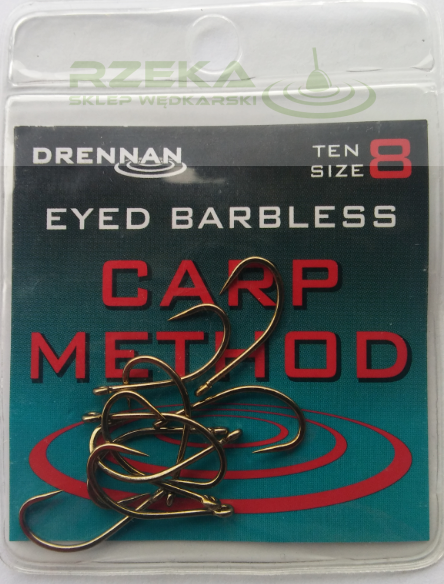 RZEKA
SKLEP WĘDKARSKI
DRENNAN
TEN
SIZE 8
EYED BARBLESS
CARP
METHOD